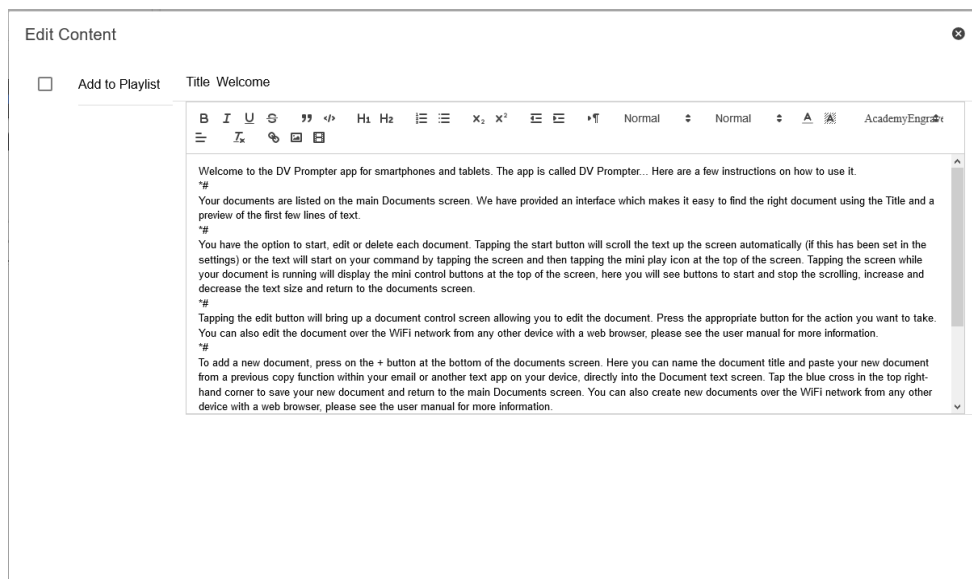 Edit Content
Add to Playlist
Title Welcome
B I U S H1 H2 X2 X2 Normal Normal A A AcademyEngrave
Welcome to the DV Prompter app for smartphones and tablets. The app is called DV Prompter... Here are a few instructions on how to use it.
*#
Your documents are listed on the main Documents screen. We have provided an interface which makes it easy to find the right document using the Title and a
preview of the first few lines of text.
*#
You have the option to start, edit or delete each document. Tapping the start button will scroll the text up the screen automatically (if this has been set in the
settings) or the text will start on your command by tapping the screen and then tapping the mini play icon at the top of the screen. Tapping the screen while
your document is running will display the mini control buttons at the top of the screen, here you will see buttons to start and stop the scrolling, increase and
decrease the text size and return to the documents screen.
*#
Tapping the edit button will bring up a document control screen allowing you to edit the document. Press the appropriate button for the action you want to take.
You can also edit the document over the WiFi network from any other device with a web browser, please see the user manual for more information.
*#
To add a new document, press on the + button at the bottom of the documents screen. Here you can name the document title and paste your new document
from a previous copy function within your email or another text app on your device, directly into the Document text screen. Tap the blue cross in the top right-
hand corner to save your new document and return to the main Documents screen. You can also create new documents over the WiFi network from any other
device with a web browser, please see the user manual for more information.